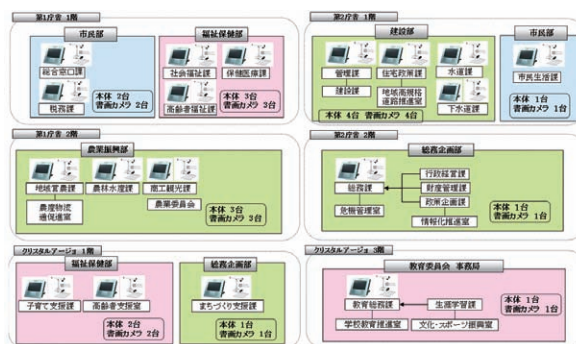 第1庁舎 1階
市民部
総合窓口課
税務課
本体 2台
書画カメラ 2台
福祉保健部
社会福祉課
保健医療課
高齢者福祉課
本体 3台
書画カメラ 3台
第2庁舎 1階
建設部
管理課
住宅政策課
水道課
建設課
地域高規格
道路推進室
下水道課
本体 4台 書画カメラ 4台
市民部
市民生活課
本体 1台
書画カメラ 1台
第1庁舎 2階
農業振興部
地域営農課
農林水産課
商工観光課
農産物流
通促進室
農業委員会
本体 3台
書画カメラ 3台
第2庁舎 2階
総務企画部
総務課
行政経営課
財産管理課
政策企画課
危機管理室
情報化推進室
本体 1台
書画カメラ 1台
クリスタルアージョ 1階
福祉保健部
子育て支援課
高齢者支援室
本体 2台
書画カメラ 2台
総務企画部
まちづくり支援課
本体 1台
書画カメラ 1台
クリスタルアージョ 3階
教育委員会 事務局
教育総務課
生涯学習課
学校教育推進室
文化・スポーツ振興室
本体 1台
書画カメラ 1台